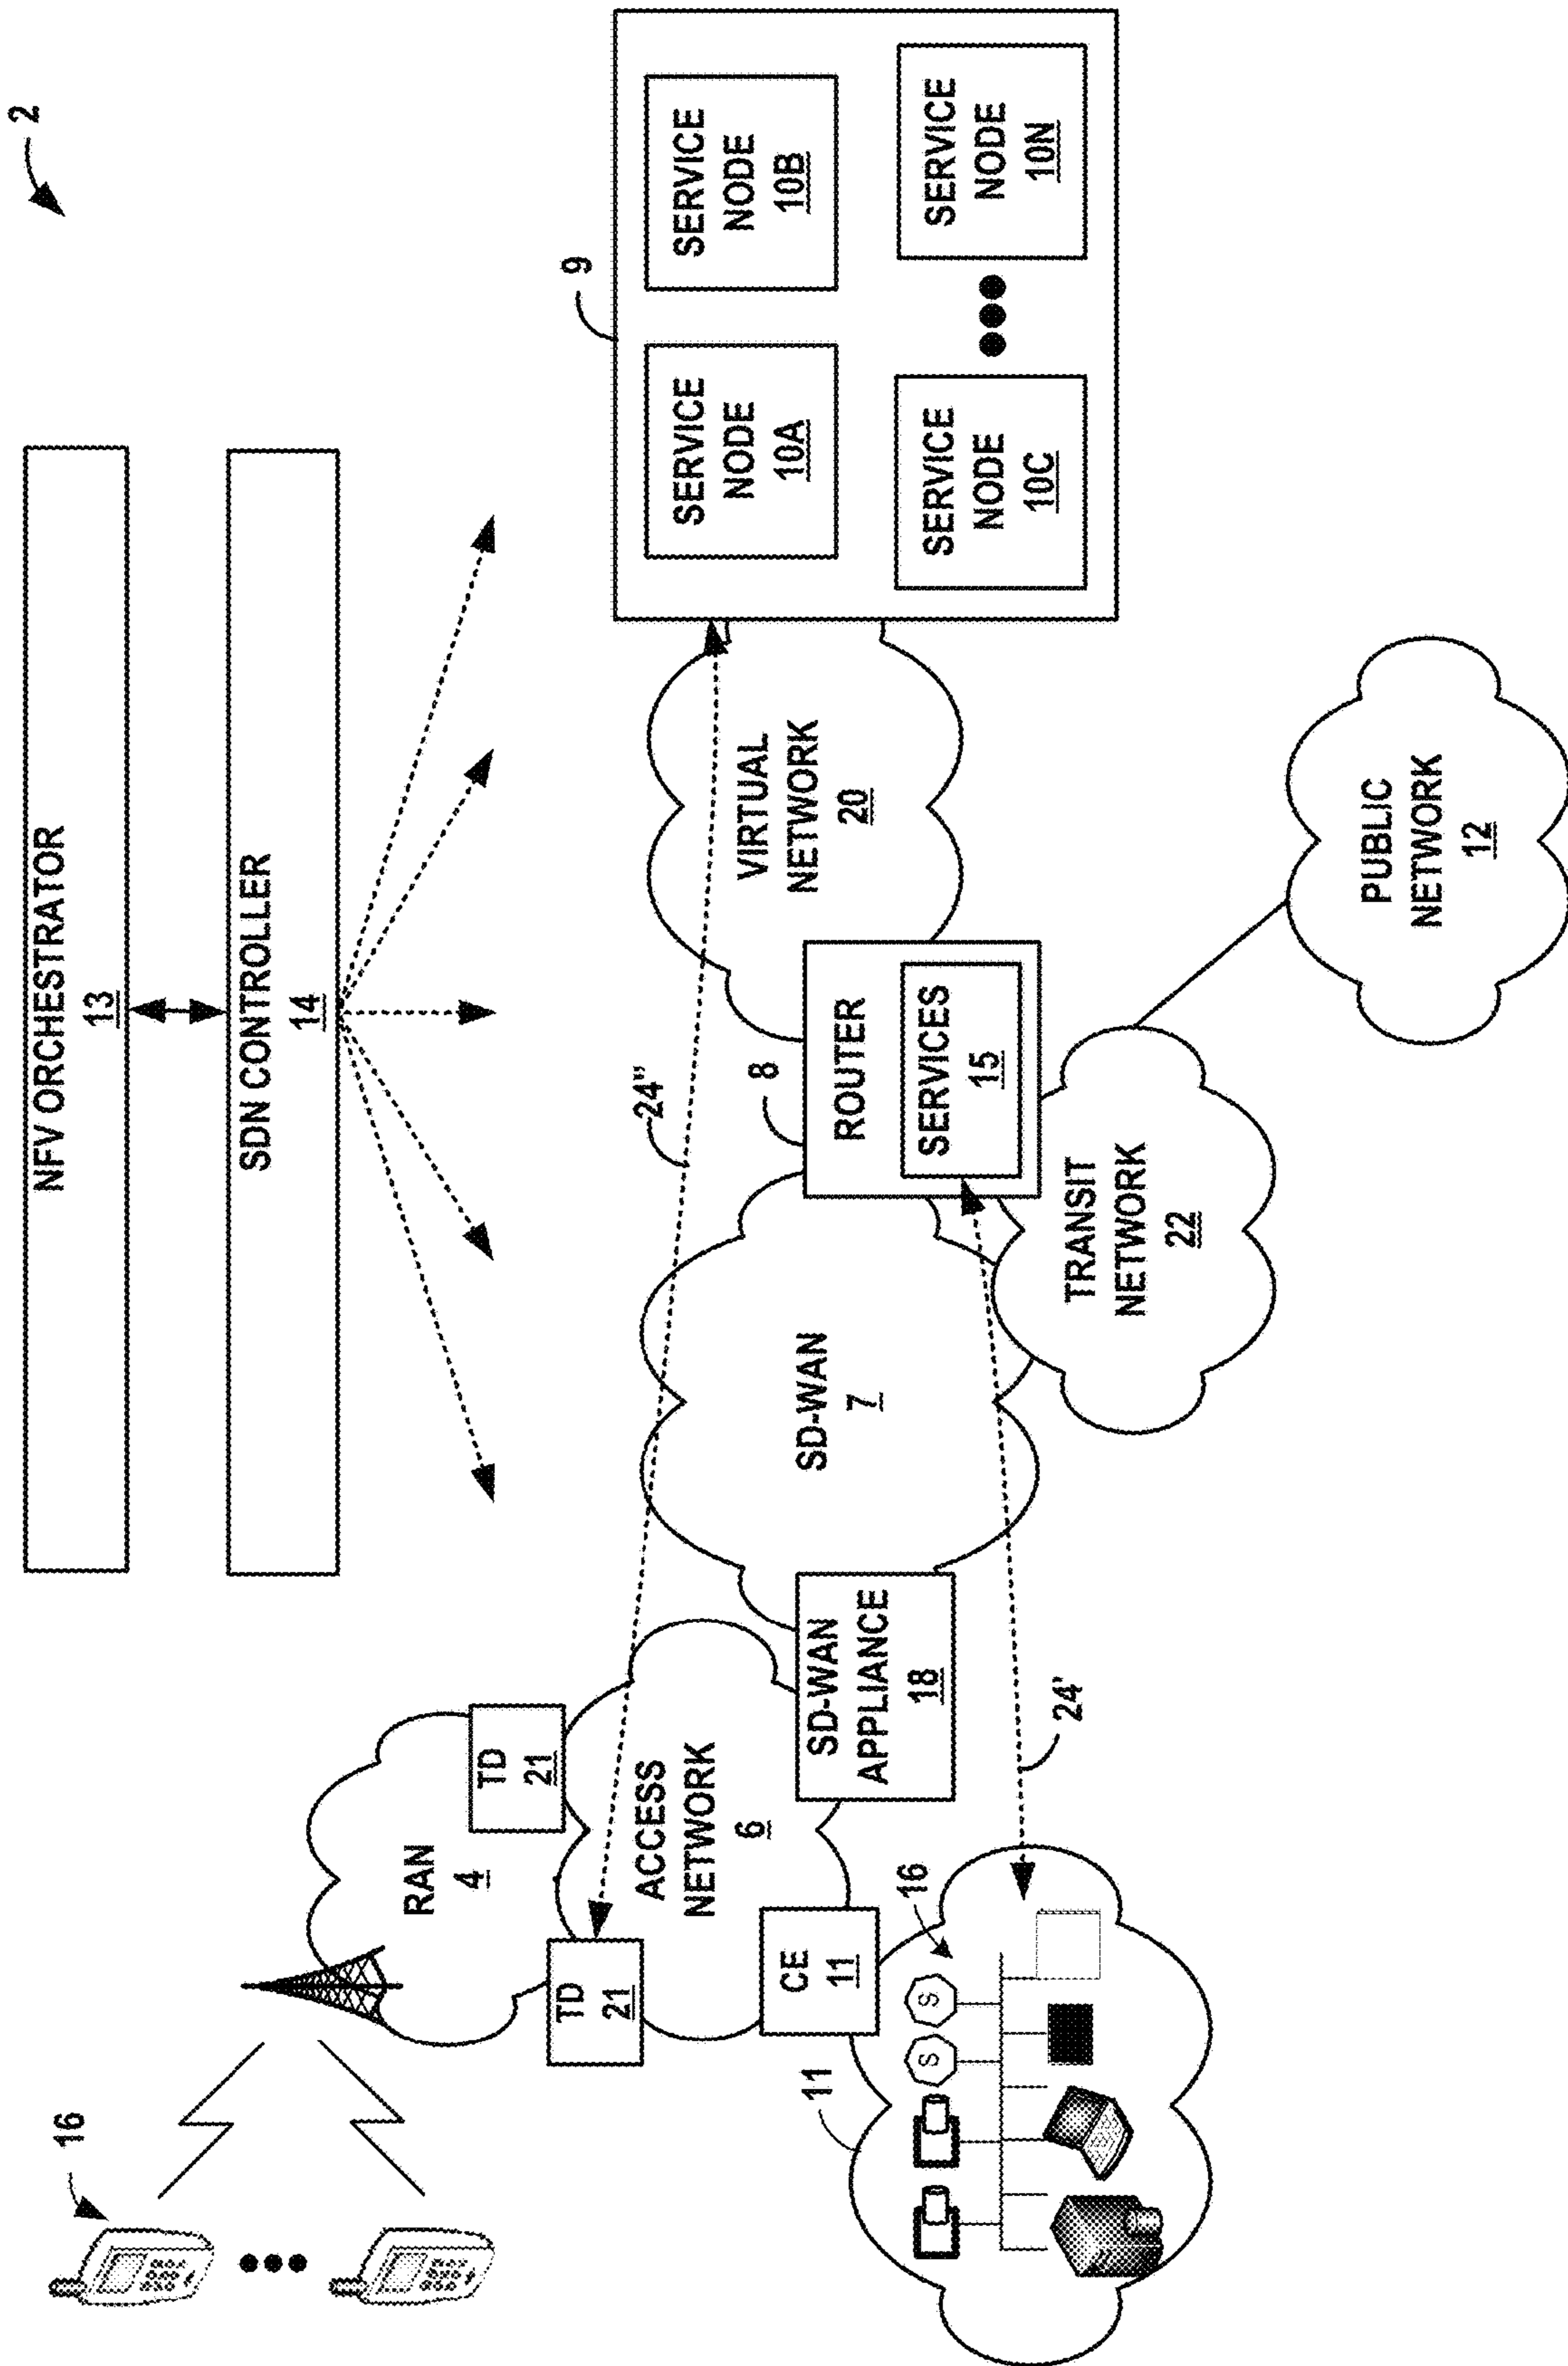 2
NFV ORCHESTRATOR
13
SDN CONTROLLER
14
16
RAN
4
TD
21
TD
21
ACCESS
NETWORK
6
CE
11
SD-WAN
APPLIANCE
18
11
16
S
S
24'
24"
SD-WAN
7
8
ROUTER
SERVICES
15
VIRTUAL
NETWORK
20
TRANSIT
NETWORK
22
PUBLIC
NETWORK
12
9
SERVICE
NODE
10A
SERVICE
NODE
10B
SERVICE
NODE
10C
SERVICE
NODE
10N